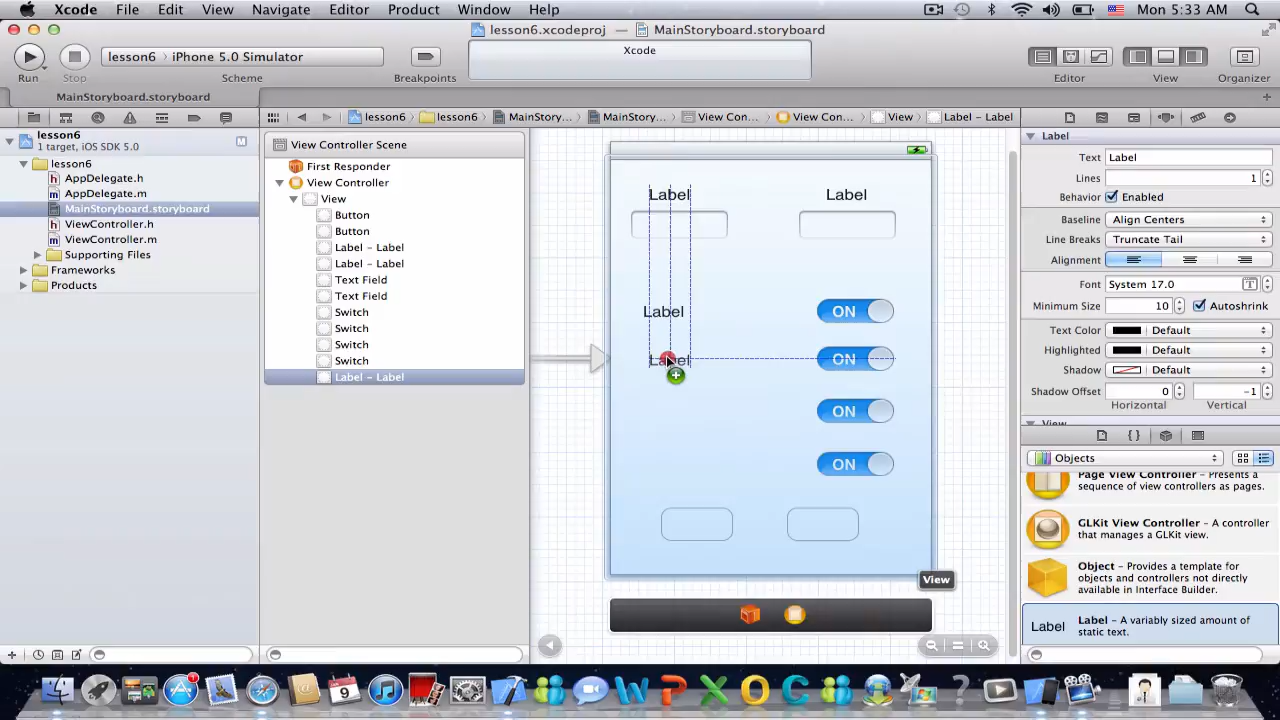 Xcode File Edit View Navigate Editor Product Window Help Mon 5:33 AM
lesson6.xcodeproj — MainStoryboard.storyboard
Xcode
lesson6 › iPhone 5.0 Simulator
Run Stop Scheme Breakpoints Editor View Organizer
MainStoryboard.storyboard
lesson6 lesson6 MainStory... MainStory... View Con... View Con... View Label – Label
lesson6
1 target, iOS SDK 5.0
M
lesson6
AppDelegate.h
AppDelegate.m
MainStoryboard.storyboard
ViewController.h
ViewController.m
Supporting Files
Frameworks
Products
View Controller Scene
First Responder
View Controller
View
Button
Button
Label – Label
Label – Label
Text Field
Text Field
Switch
Switch
Switch
Switch
Label – Label
Label Label
Label ON
Label ON
ON
ON
View
Label
Text Label
Lines 1
Behavior Enabled
Baseline Align Centers
Line Breaks Truncate Tail
Alignment
Font System 17.0
Minimum Size 10 Autoshrink
Text Color Default
Highlighted Default
Shadow Default
Shadow Offset 0 −1
Horizontal Vertical
View
Objects
Page View Controller – Presents a
sequence of view controllers as pages.
GLKit View Controller – A controller
that manages a GLKit view.
Object – Provides a template for
objects and controllers not directly
available in Interface Builder.
Label
Label – A variably sized amount of
static text.